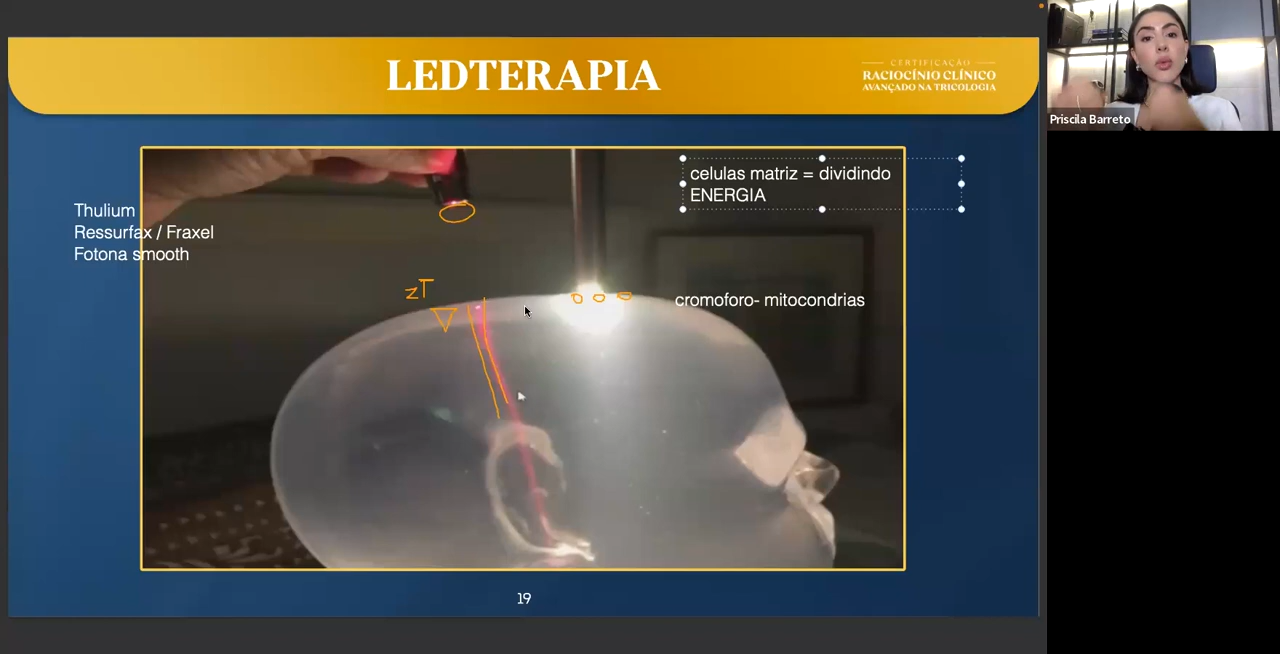 LEDTERAPIA
CERTIFICAÇÃO
RACIOCÍNIO CLÍNICO
AVANÇADO NA TRICOLOGIA
Priscila Barreto
celulas matriz = dividindo
ENERGIA
Thulium
Ressurfax / Fraxel
Fotona smooth
cromoforo- mitocondrias
19